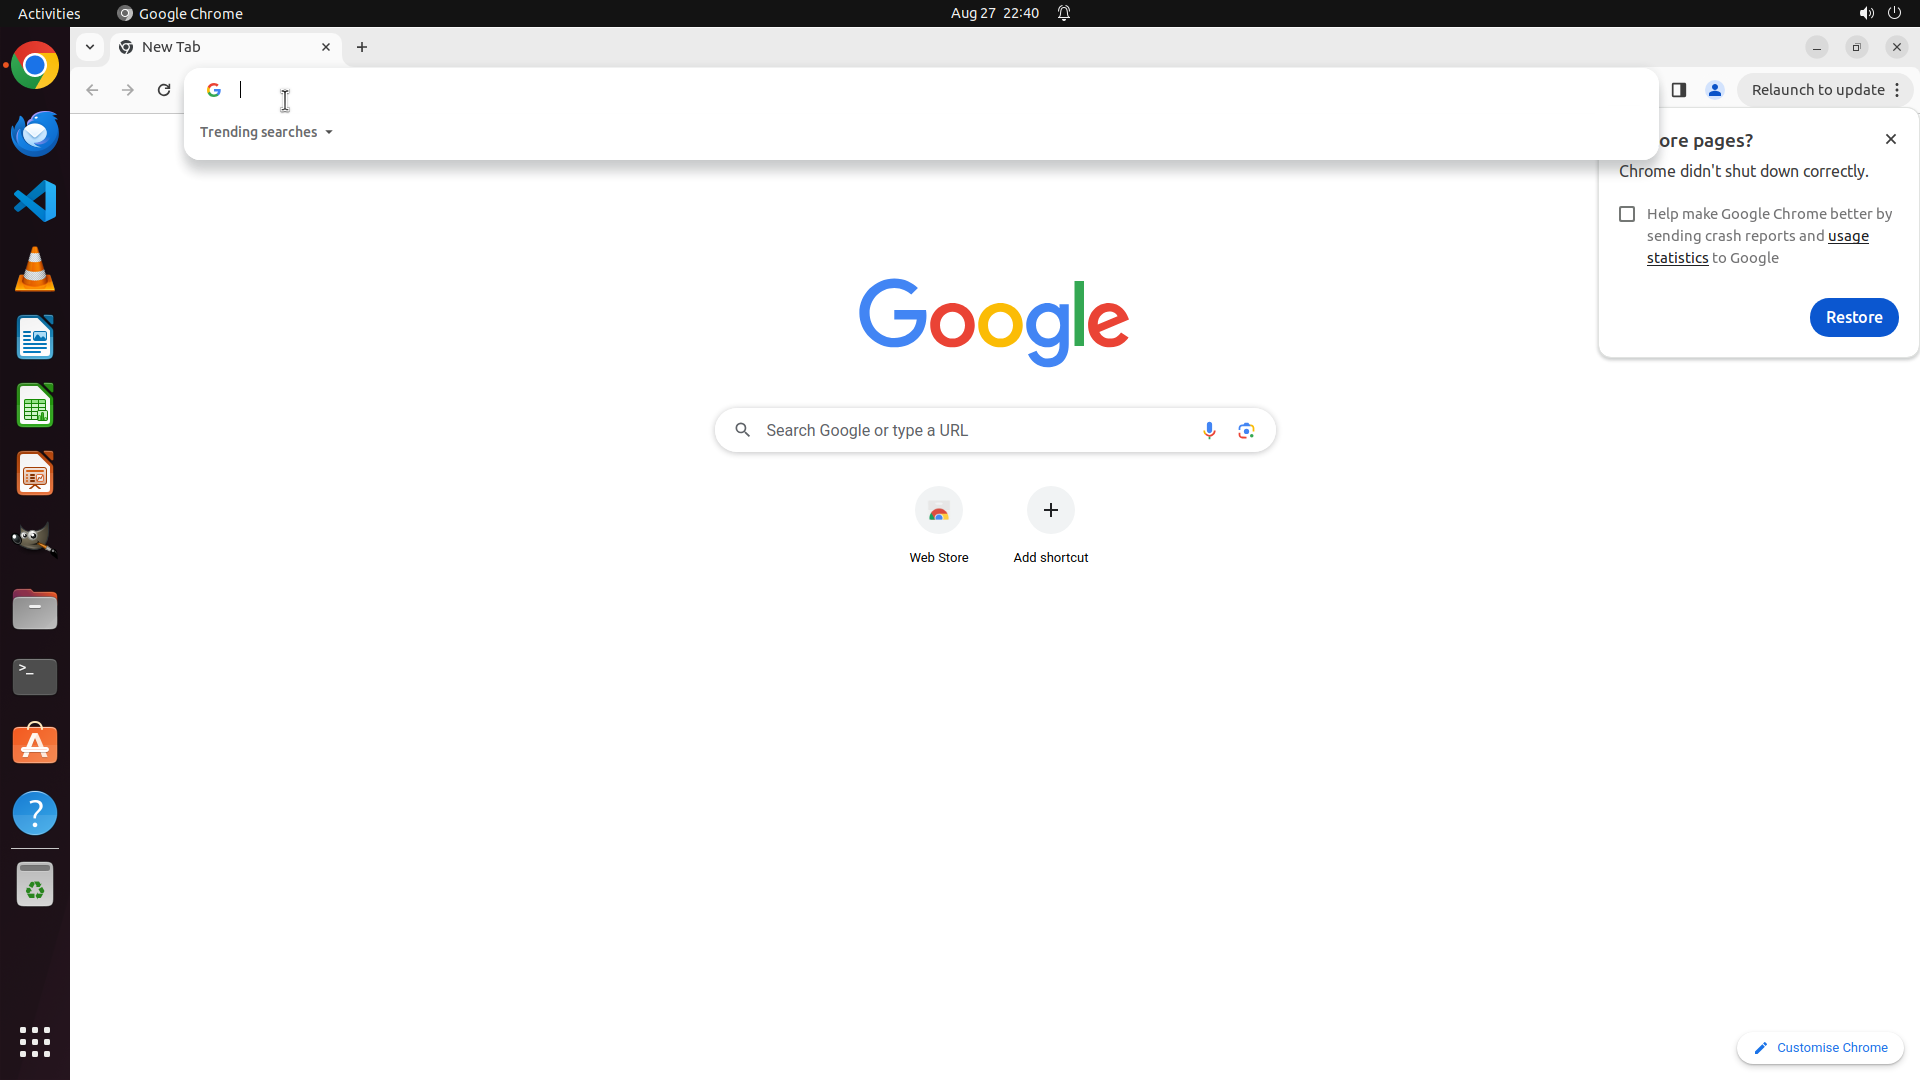 Activities
Google Chrome
Aug 27 22:40
New Tab
Relaunch to update
Trending searches
ore pages?
Chrome didn't shut down correctly.
Help make Google Chrome better by
sending crash reports and usage
statistics to Google
Restore
Google
Search Google or type a URL
Web Store
Add shortcut
Customise Chrome